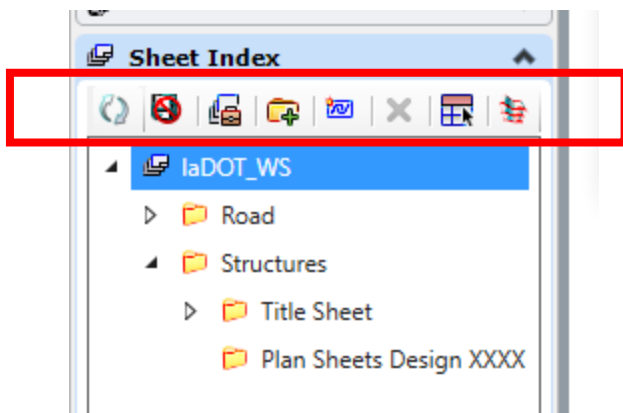 Sheet Index
IaDOT_WS
Road
Structures
Title Sheet
Plan Sheets Design XXXX